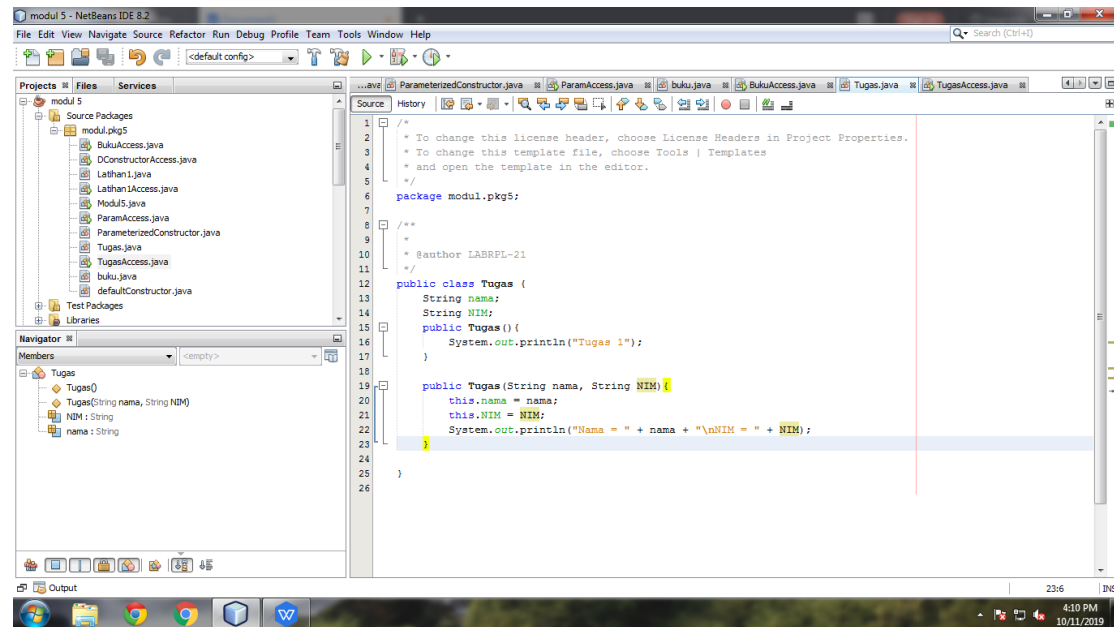 modul 5 - NetBeans IDE 8.2
File Edit View Navigate Source Refactor Run Debug Profile Team Tools Window Help
Search (Ctrl+I)
<default config>
Projects Files Services
modul 5
Source Packages
modul.pkg5
BukuAccess.java
DConstructorAccess.java
Latihan1.java
Latihan1Access.java
Modul5.java
ParamAccess.java
ParameterizedConstructor.java
Tugas.java
TugasAccess.java
buku.java
defaultConstructor.java
Test Packages
Libraries
Navigator
Members <empty>
Tugas
Tugas()
Tugas(String nama, String NIM)
NIM : String
nama : String
...ava ParameterizedConstructor.java ParamAccess.java buku.java BukuAccess.java Tugas.java TugasAccess.java
Source History
1 /*
2 * To change this license header, choose License Headers in Project Properties.
3 * To change this template file, choose Tools | Templates
4 * and open the template in the editor.
5 */
6 package modul.pkg5;
7
8 /**
9 *
10 * @author LABRPL-21
11 */
12 public class Tugas {
13 String nama;
14 String NIM;
15 public Tugas(){
16 System.out.println("Tugas 1");
17 }
18
19 public Tugas(String nama, String NIM){
20 this.nama = nama;
21 this.NIM = NIM;
22 System.out.println("Nama = " + nama + "\nNIM = " + NIM);
23 }
24
25 }
26
Output
23:6 INS
4:10 PM
10/11/2019